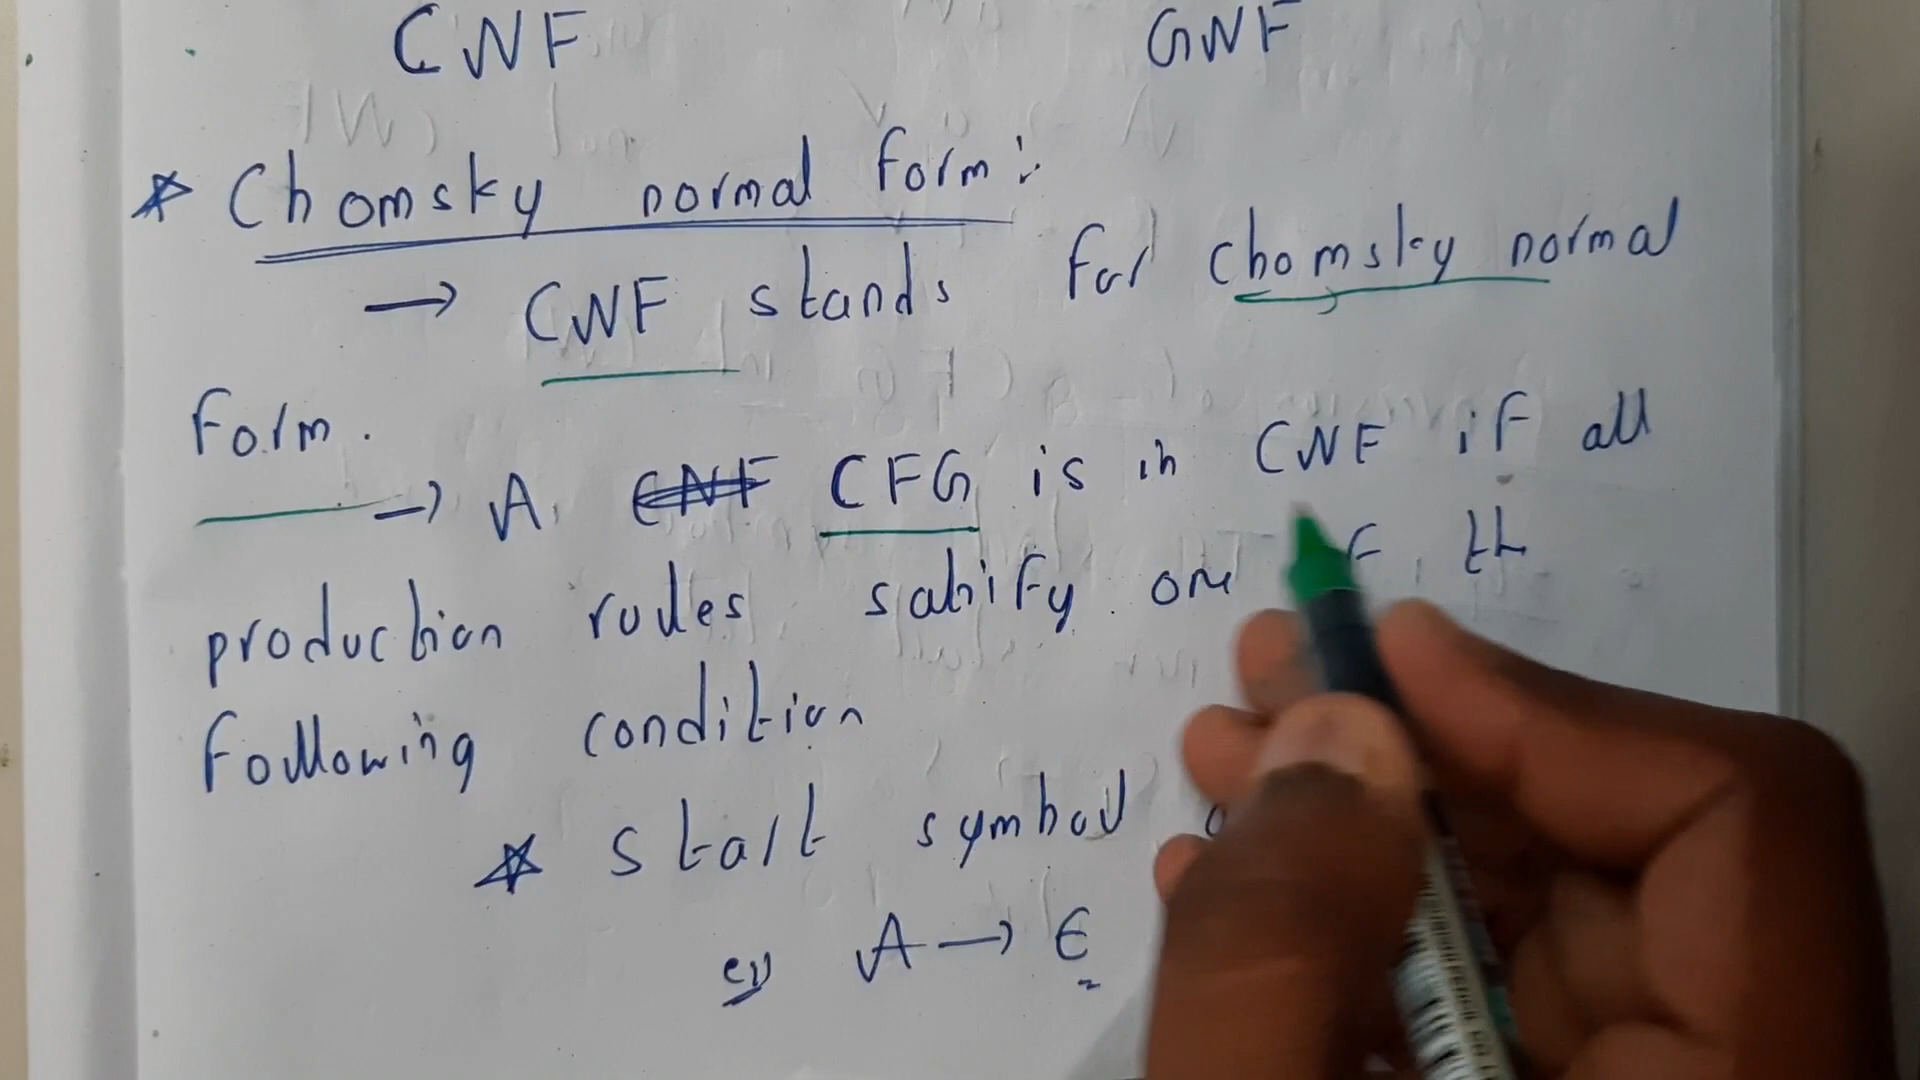 CNF GNF
* Chomsky normal form :-
→ CNF stands for chomsky normal
form.
→ A CNF CFG is in CNF if all
production rules satisfy one th
following condition
* Start symbol
eg A → ϵ